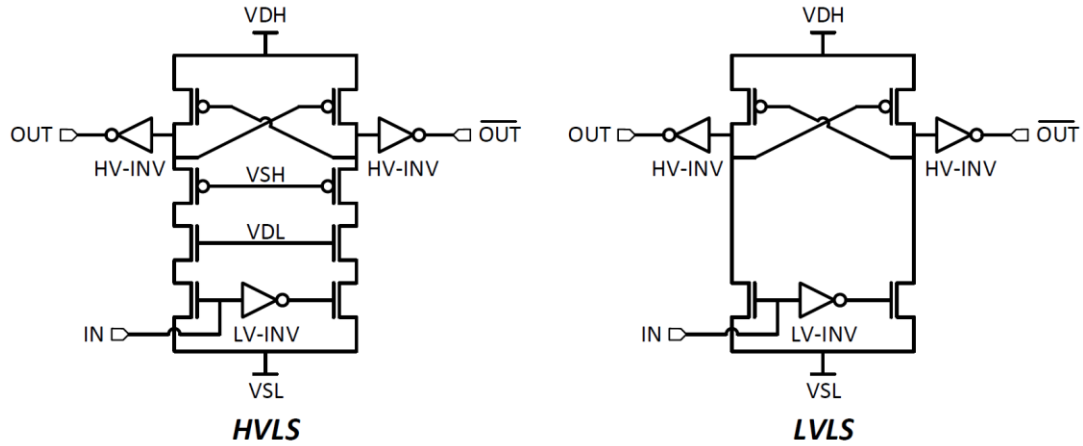 VDH
OUT
HV-INV
HV-INV
OUT
VSH
VDL
IN
LV-INV
VSL
HVLS
VDH
OUT
HV-INV
HV-INV
OUT
IN
LV-INV
VSL
LVLS